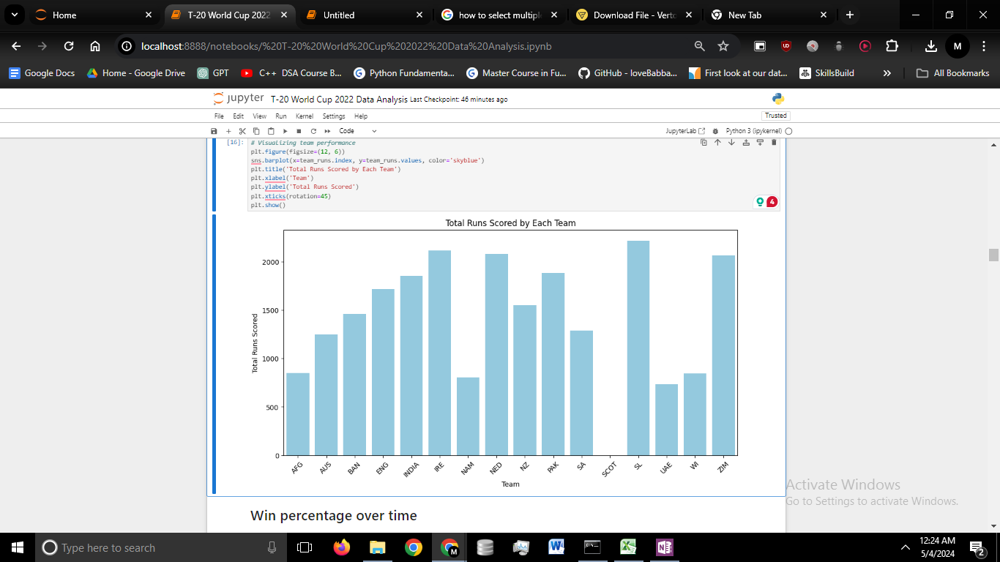 Home
T-20 World Cup 2022
Untitled
how to select multipl
Download File - Verto
New Tab
localhost:8888/notebooks/%20T-20%20World%20Cup%202022%20Data%20Analysis.ipynb
M
Google Docs
Home - Google Drive
GPT
C++ DSA Course B...
Python Fundamenta...
Master Course in Fu...
GitHub - loveBabba...
First look at our dat...
SkillsBuild
All Bookmarks
jupyter T-20 World Cup 2022 Data Analysis Last Checkpoint: 46 minutes ago
File Edit View Run Kernel Settings Help
Trusted
Code
JupyterLab
Python 3 (ipykernel)
[16]:
# Visualizing team performance
plt.figure(figsize=(12, 6))
sns.barplot(x=team_runs.index, y=team_runs.values, color='skyblue')
plt.title('Total Runs Scored by Each Team')
plt.xlabel('Team')
plt.ylabel('Total Runs Scored')
plt.xticks(rotation=45)
plt.show()
4
Total Runs Scored by Each Team
Total Runs Scored
2000
1500
1000
500
0
AFG AUS BAN ENG INDIA IRE NAM NED NZ PAK SA SCOT SL UAE WI ZIM
Team
Activate Windows
Go to Settings to activate Windows.
Win percentage over time
Type here to search
12:24 AM
5/4/2024
2